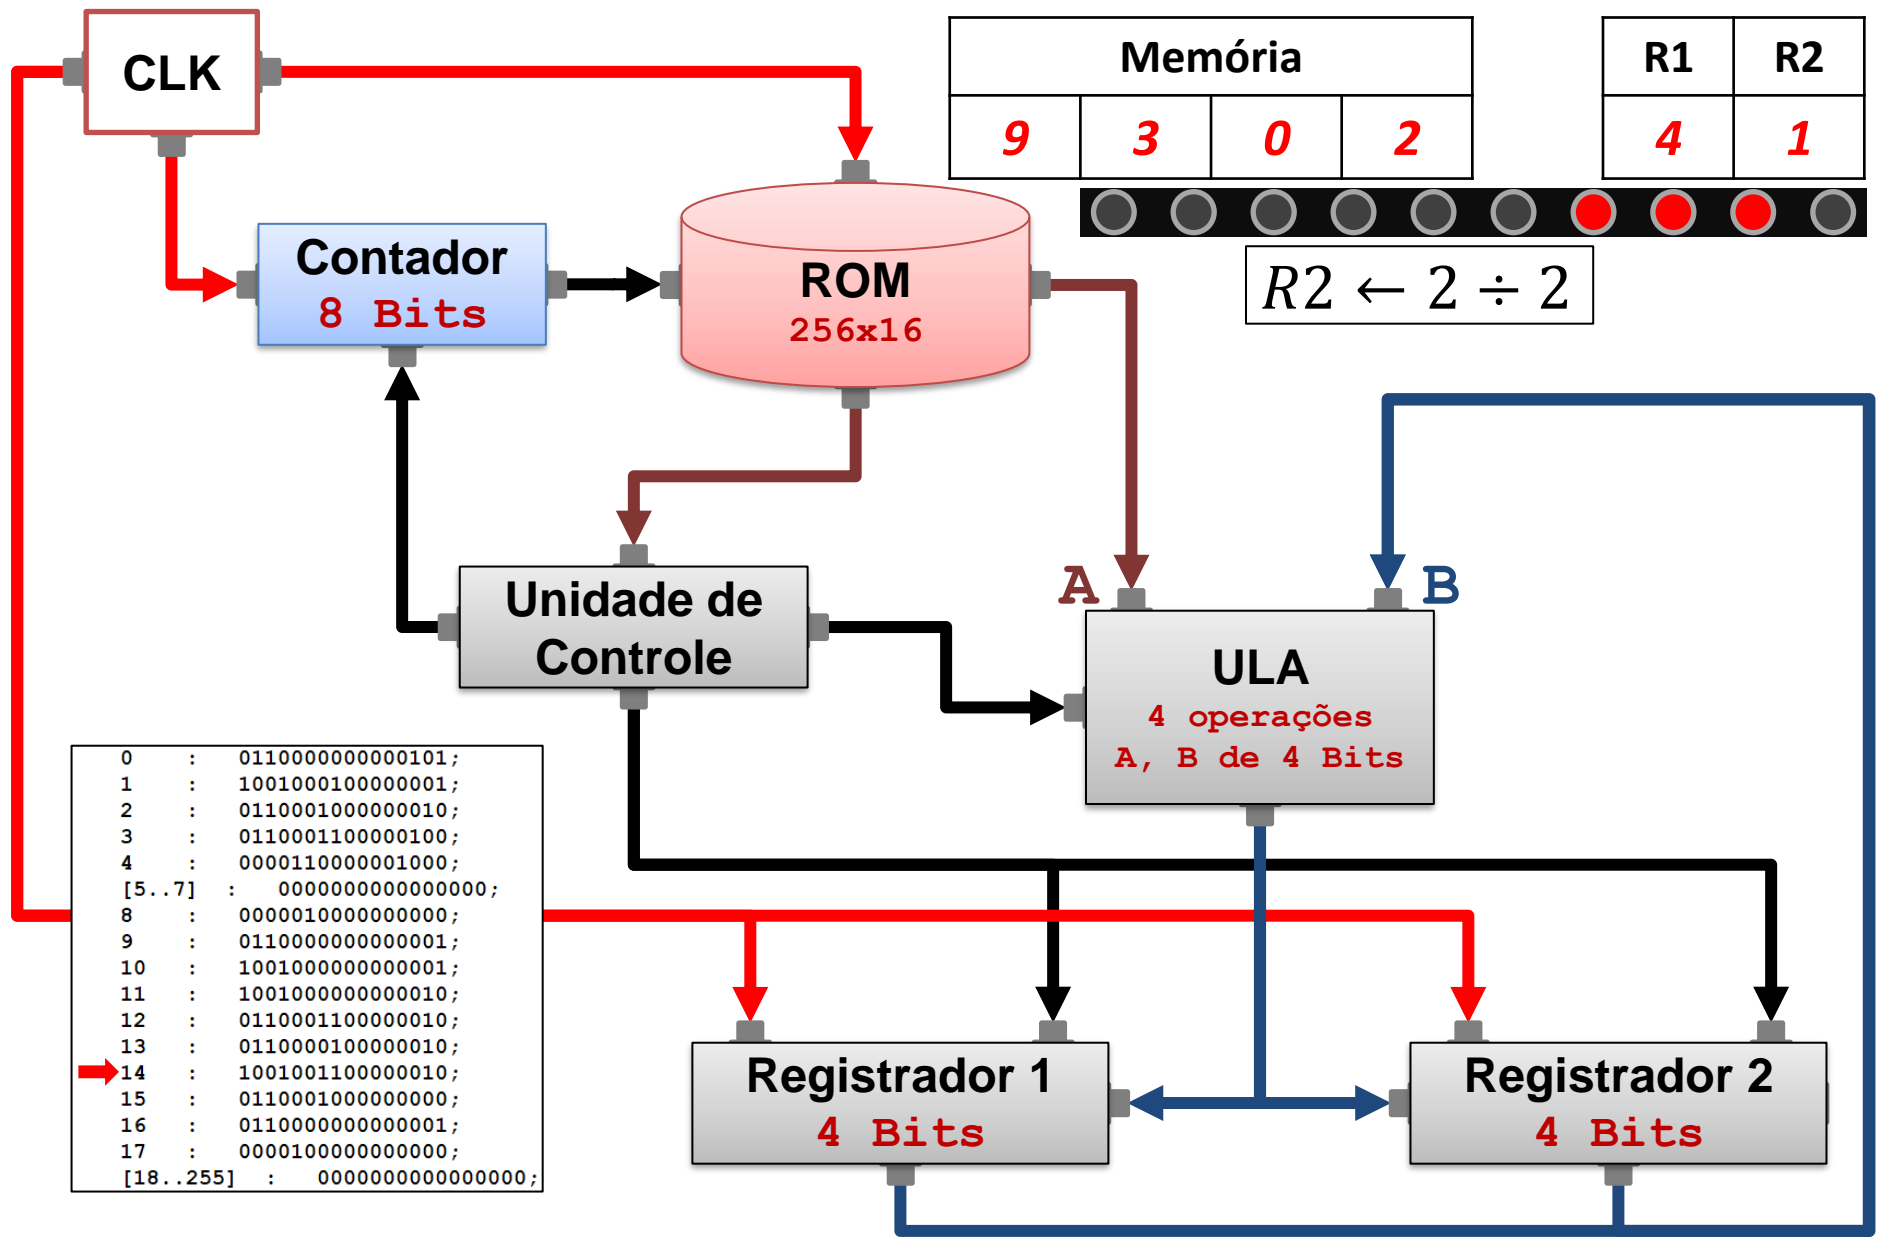 CLK
Memória
R1 R2
9 3 0 2
4 1
Contador
8 Bits
ROM
256x16
R2 ← 2 ÷ 2
A
B
Unidade de
Controle
ULA
4 operações
A, B de 4 Bits
0 : 0110000000000101;
1 : 1001000100000001;
2 : 0110001000000010;
3 : 0110001100000100;
4 : 0000110000001000;
[5..7] : 0000000000000000;
8 : 0000010000000000;
9 : 0110000000000001;
10 : 1001000000000001;
11 : 1001000000000010;
12 : 0110001100000010;
13 : 0110000100000010;
14 : 1001001100000010;
15 : 0110001000000000;
16 : 0110000000000001;
17 : 0000100000000000;
[18..255] : 0000000000000000;
Registrador 1
4 Bits
Registrador 2
4 Bits